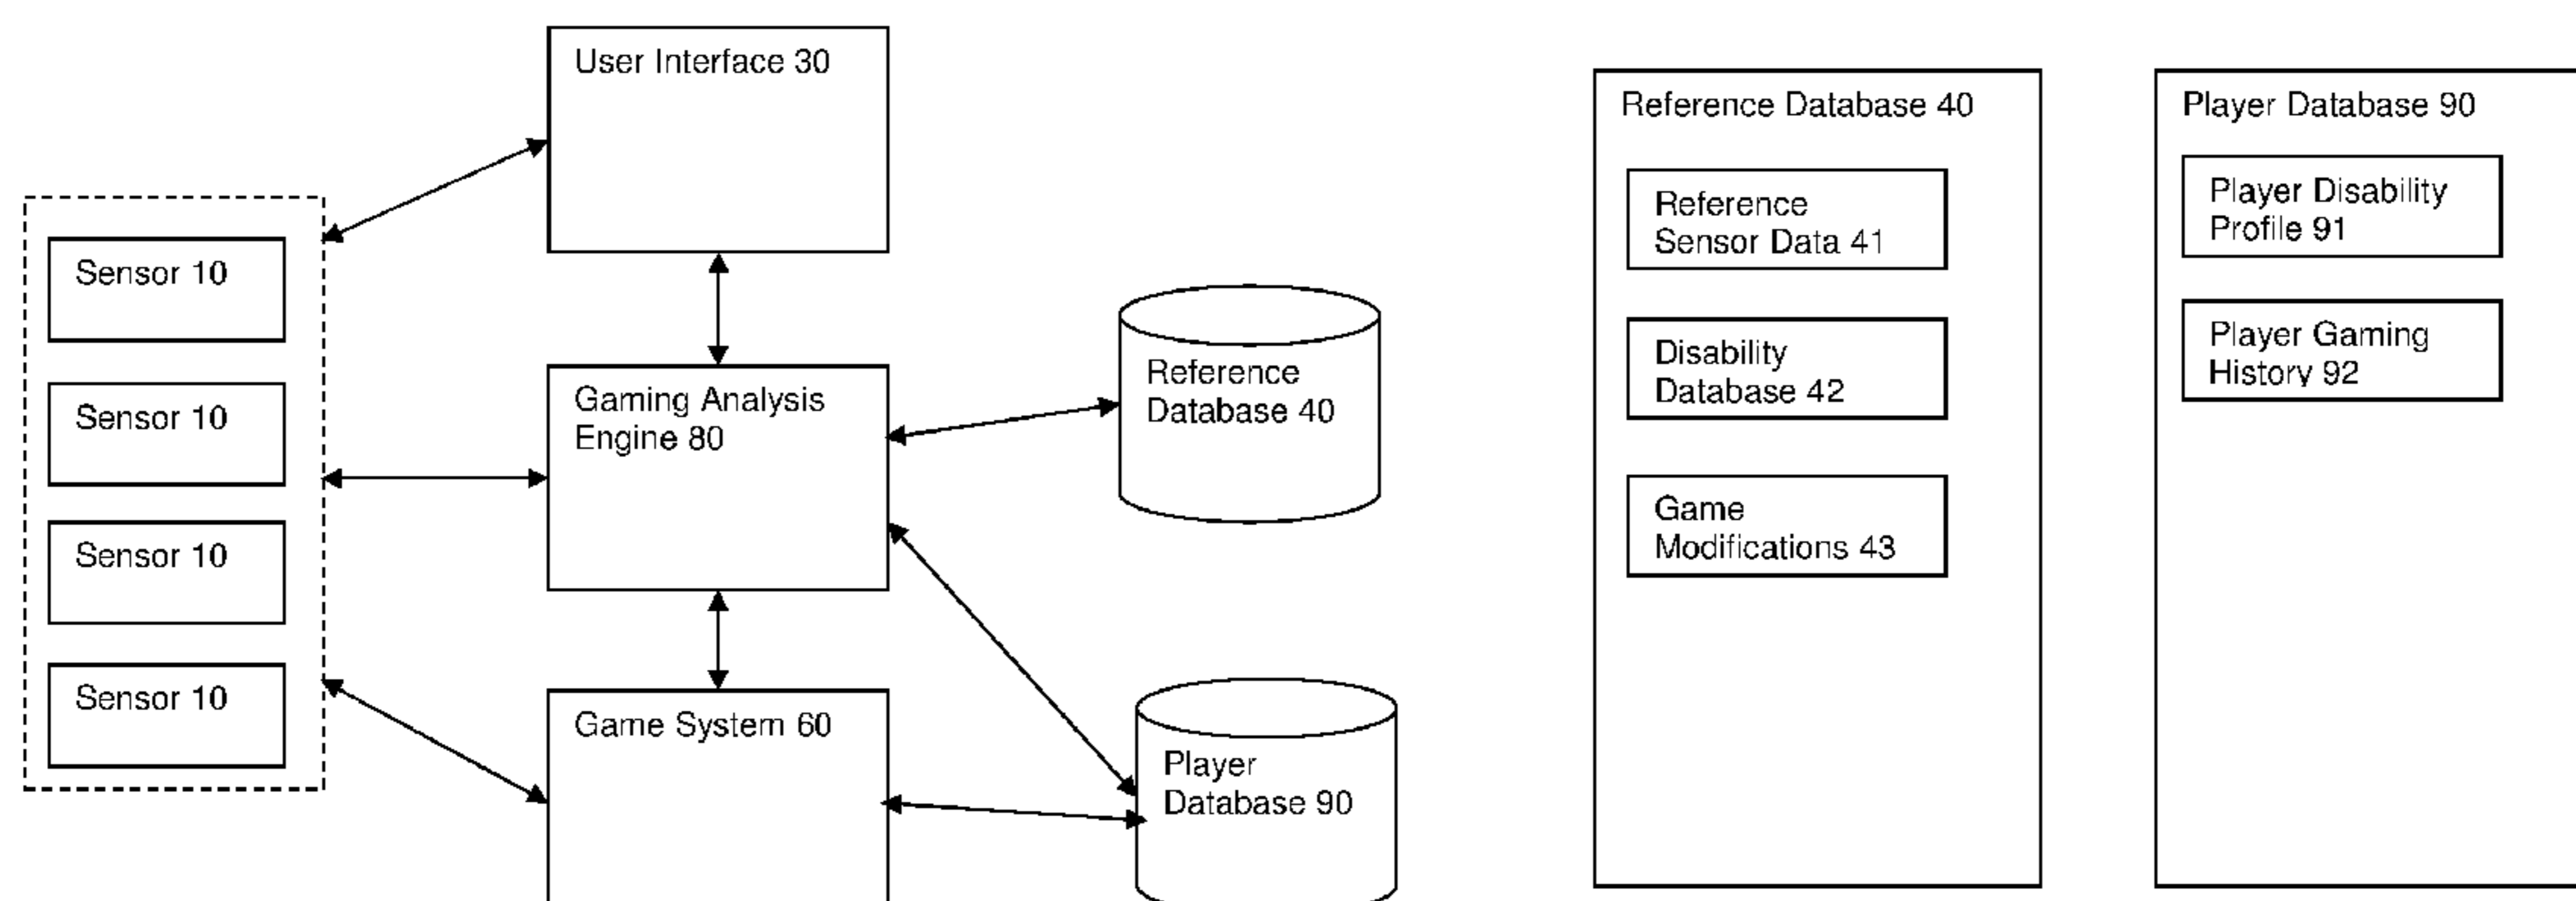 User Interface 30
Sensor 10
Sensor 10
Sensor 10
Sensor 10
Gaming Analysis
Engine 80
Game System 60
Reference
Database 40
Player
Database 90
Reference Database 40
Reference
Sensor Data 41
Disability
Database 42
Game
Modifications 43
Player Database 90
Player Disability
Profile 91
Player Gaming
History 92